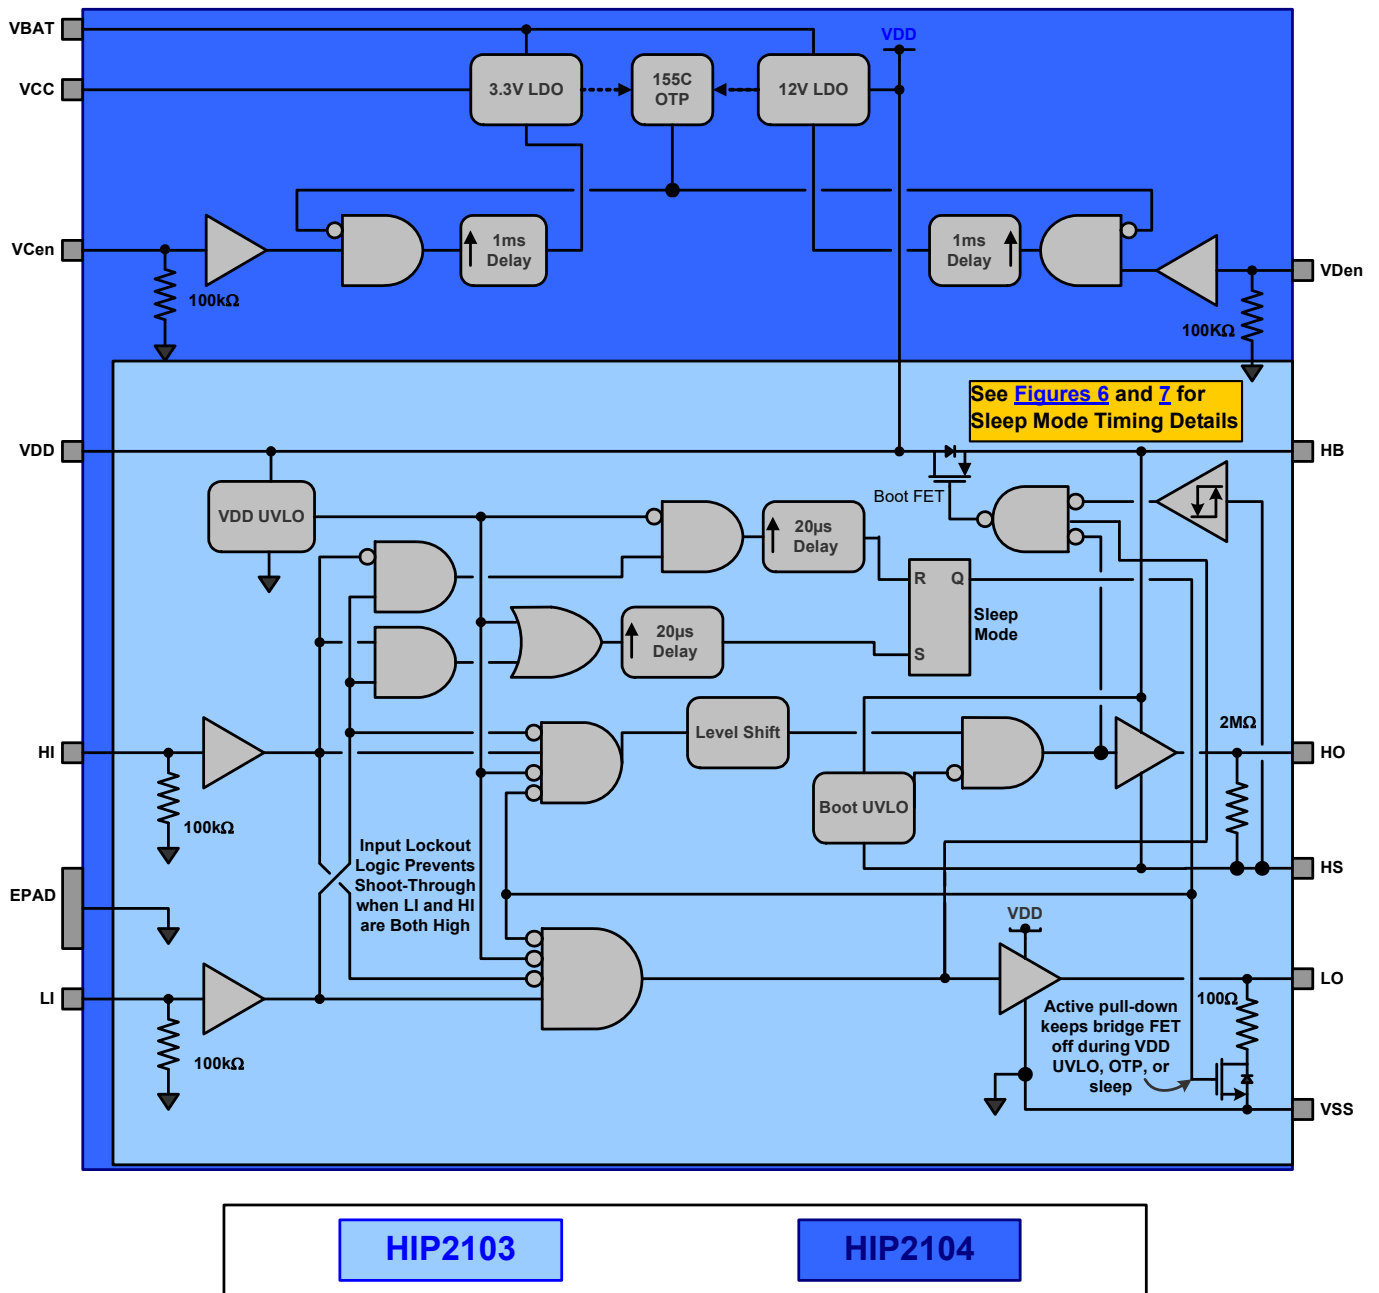 VBAT
VDD
VCC
3.3V LDO
155C
OTP
12V LDO
VCen
1ms
Delay
1ms
Delay
VDen
100kΩ
100KΩ
See Figures 6 and 7 for
Sleep Mode Timing Details
VDD
HB
Boot FET
VDD UVLO
20µs
Delay
R
Q
Sleep
Mode
S
20µs
Delay
HI
Level Shift
2MΩ
HO
Boot UVLO
100kΩ
Input Lockout
Logic Prevents
Shoot-Through
when LI and HI
are Both High
HS
EPAD
VDD
LI
LO
100Ω
Active pull-down
keeps bridge FET
off during VDD
UVLO, OTP, or
sleep
100kΩ
VSS
HIP2103
HIP2104